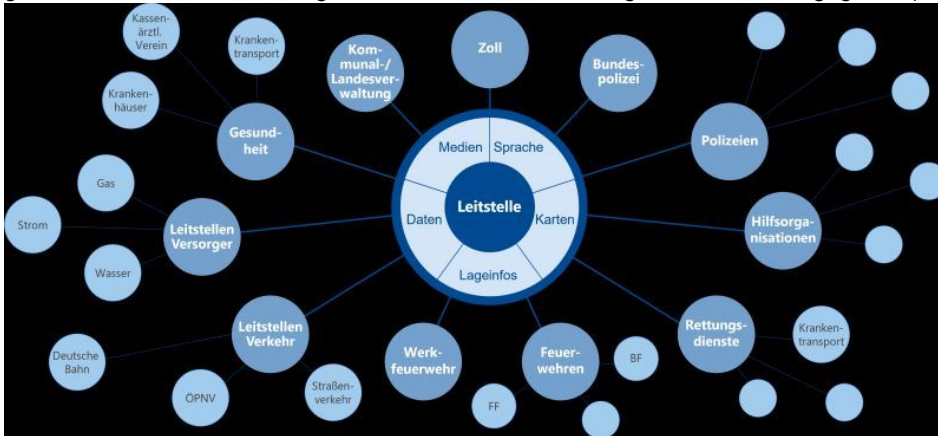 Kassen-
ärztl.
Verein
Kranken-
transport
Kranken-
häuser
Gesund-
heit
Kom-
munal-/
Landesver-
waltung
Zoll
Bundes-
polizei
Polizeien
Medien
Sprache
Leitstelle
Daten
Karten
Lageinfos
Gas
Strom
Wasser
Leitstellen
Versorger
Hilfsorga-
nisationen
Leitstellen
Verkehr
Deutsche
Bahn
ÖPNV
Straßen-
verkehr
Werk-
feuerwehr
Feuer-
wehren
FF
BF
Rettungs-
dienste
Kranken-
transport